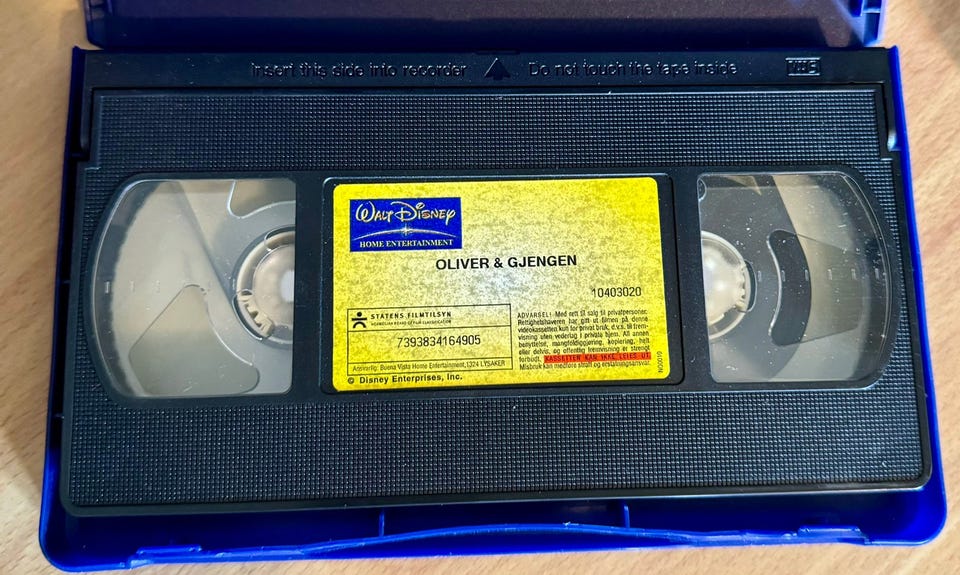 Insert this side into recorder Do not touch the tape inside VHS
WALT DISNEY
HOME ENTERTAINMENT
OLIVER & GJENGEN
10403020
STATENS FILMTILSYN
NORWEGIAN BOARD OF FILM CLASSIFICATION
7393834164905
Ansvarlig: Buena Vista Home Entertainment, 1324 LYSAKER
© Disney Enterprises, Inc.
ADVARSEL! Med rett til salg til privatpersoner.
Rettighetshaveren har gitt ut filmen på denne
videokassetten kun for privat bruk, d.v.s. til frem-
visning uten vederlag i private hjem. All annen
benyttelse, mangfoldiggjøring, kopiering, helt
eller delvis, og offentlig fremvisning er strengt
forbudt. KASSETTEN KAN IKKE LEIES UT.
Misbruk kan medføre straff og erstatningsansvar.
NO0019